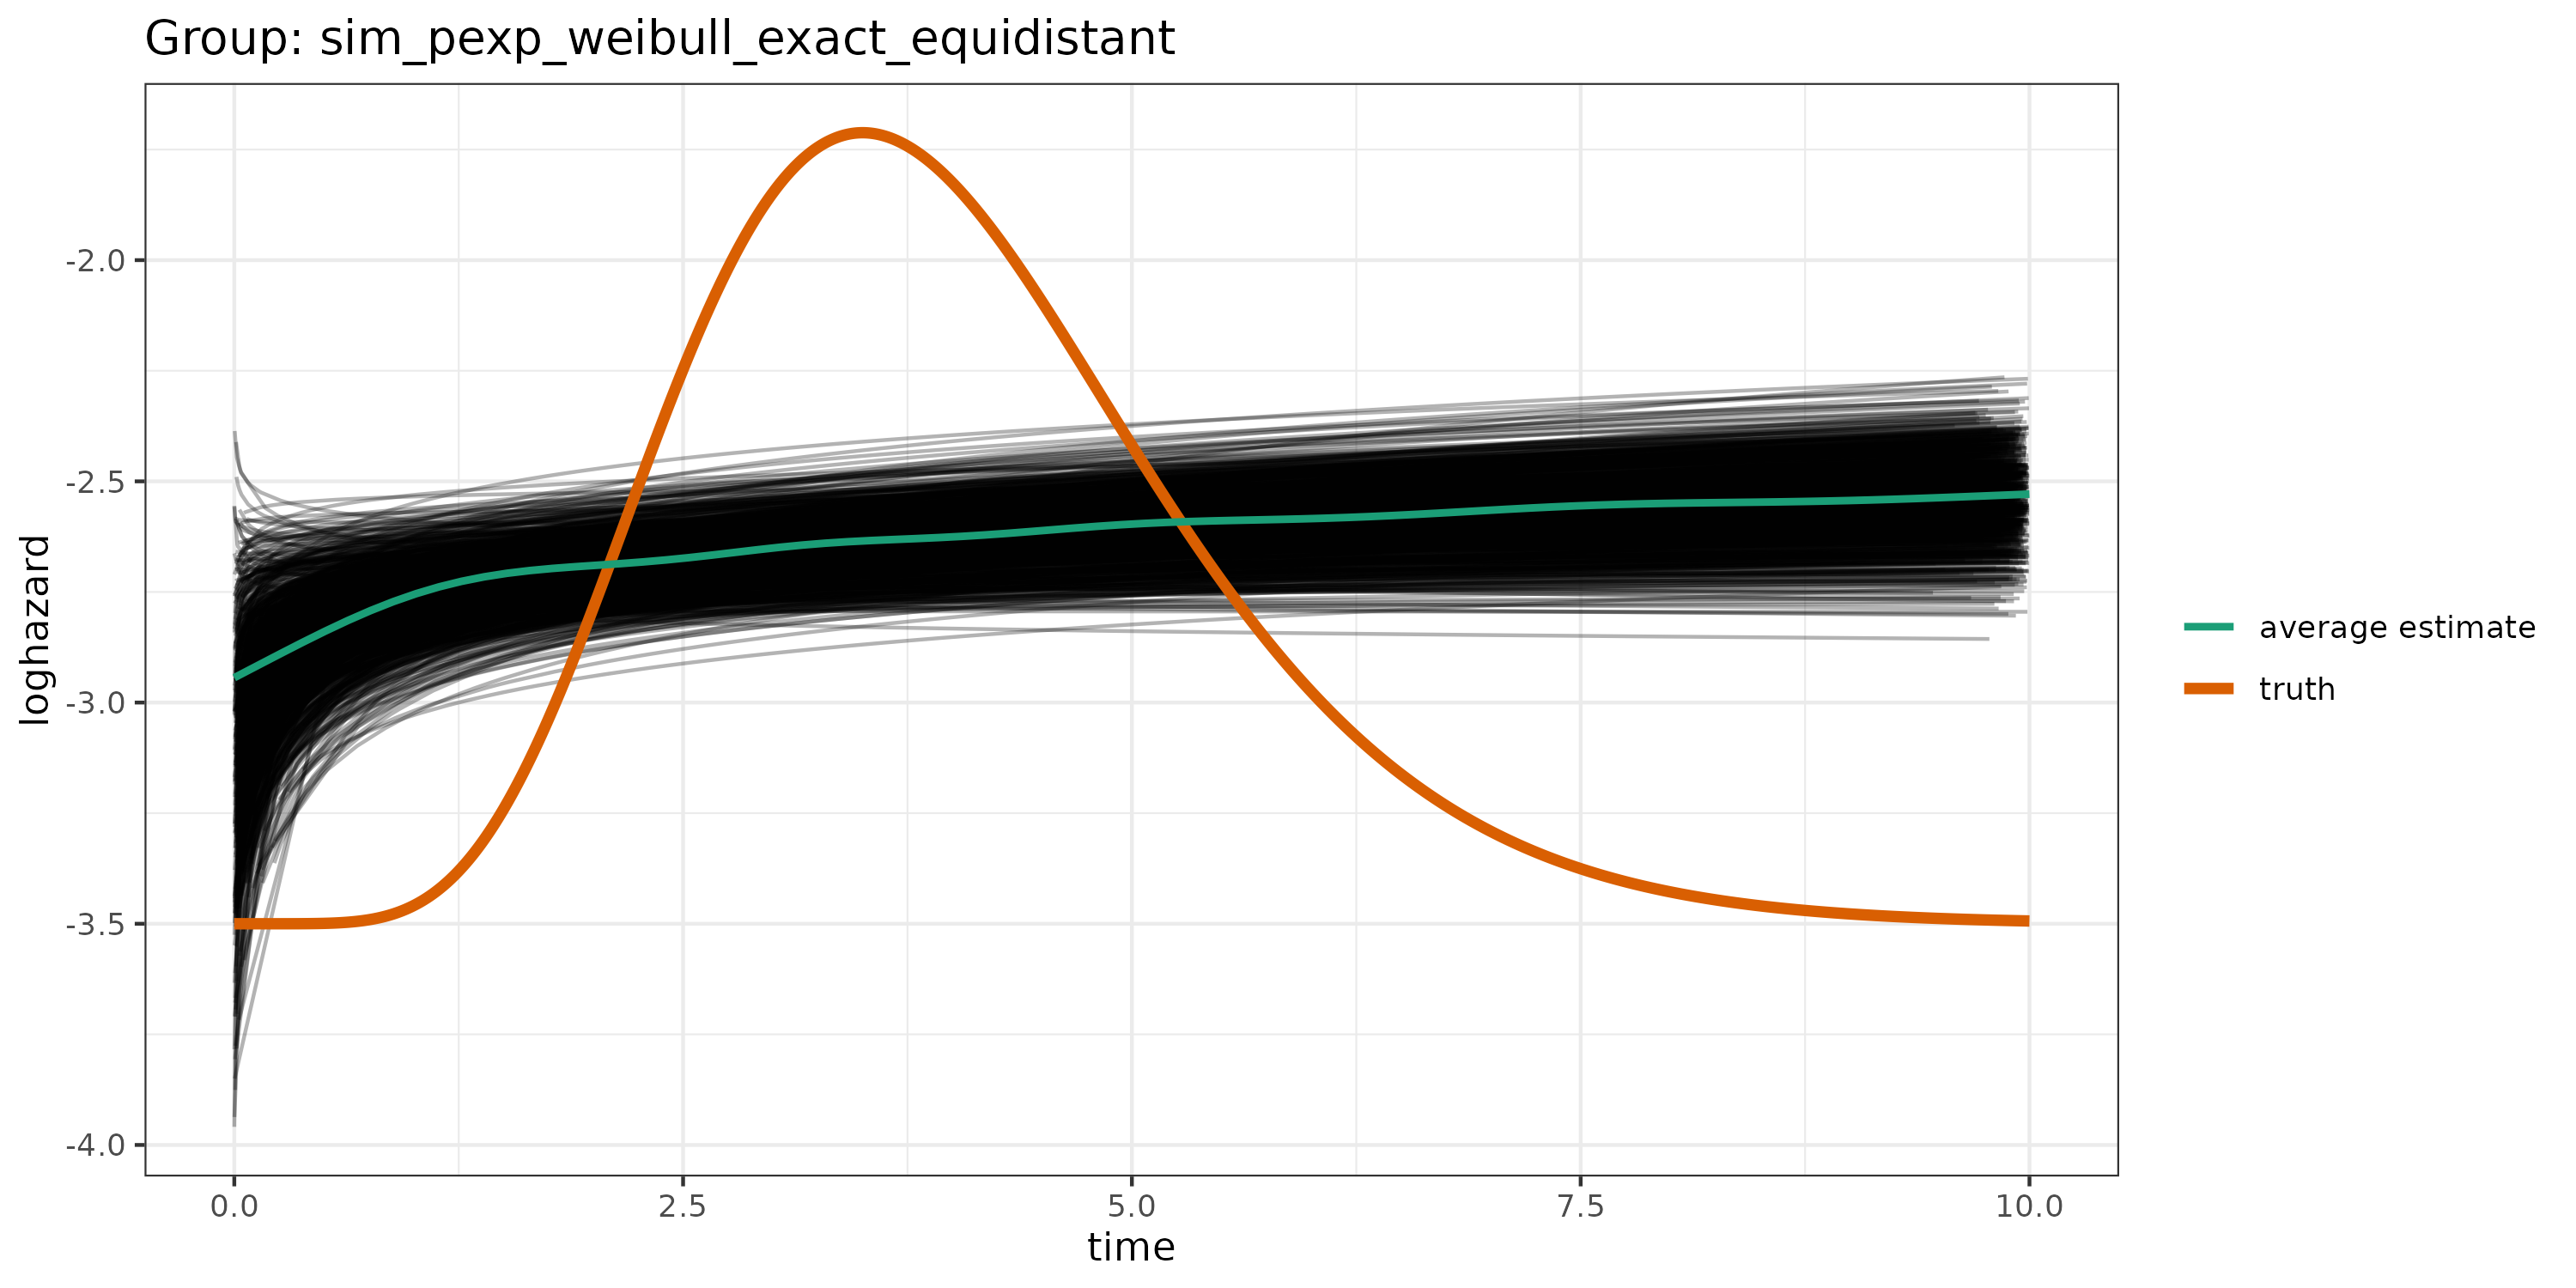 Group: sim_pexp_weibull_exact_equidistant
loghazard
-2.0
-2.5
-3.0
-3.5
-4.0
0.0 2.5 5.0 7.5 10.0
time
average estimate
truth